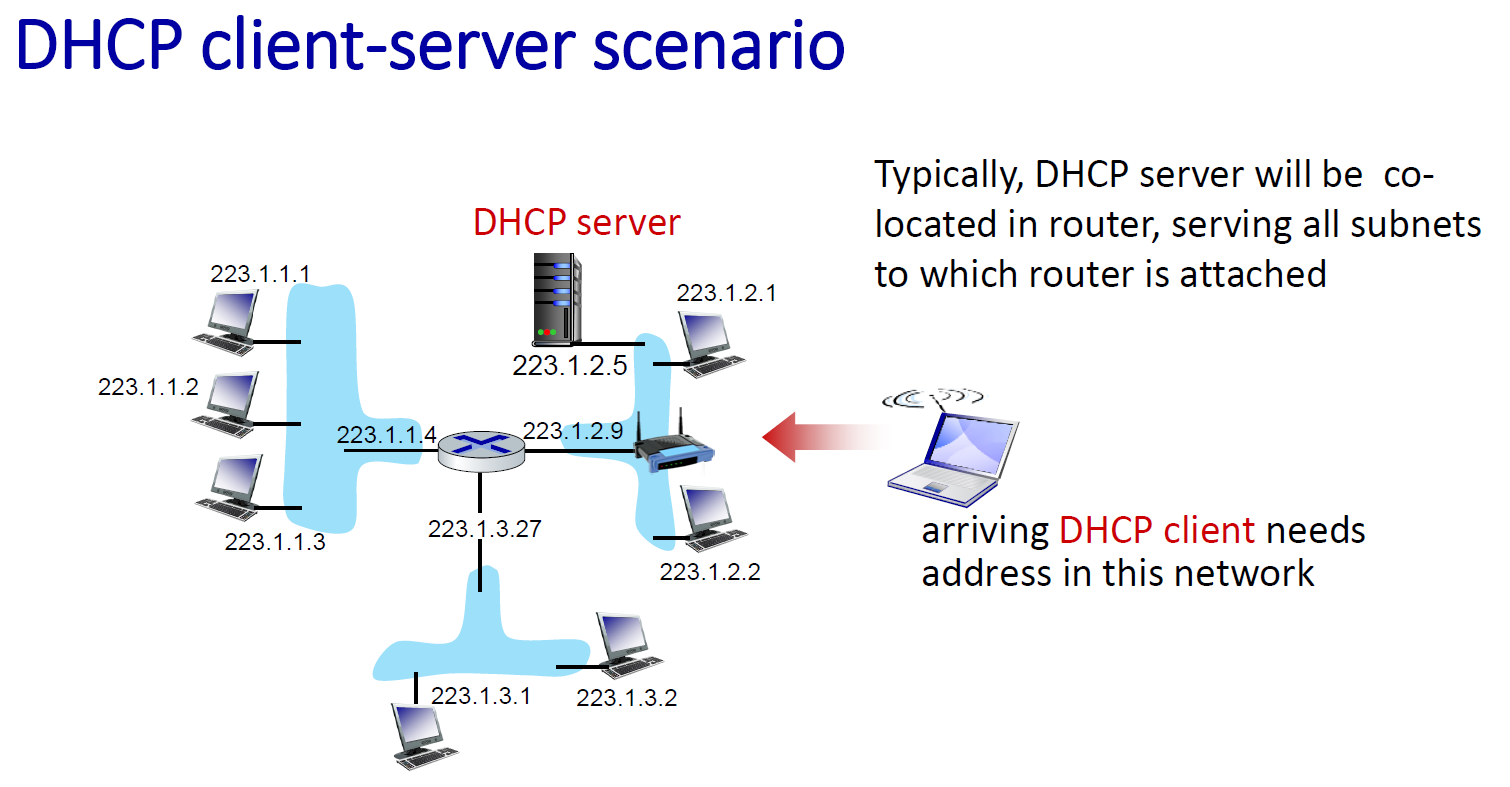 DHCP client-server scenario
Typically, DHCP server will be co-
located in router, serving all subnets
to which router is attached
DHCP server
223.1.1.1
223.1.2.1
223.1.2.5
223.1.1.2
223.1.1.4
223.1.2.9
223.1.3.27
223.1.1.3
223.1.2.2
arriving DHCP client needs
address in this network
223.1.3.1
223.1.3.2